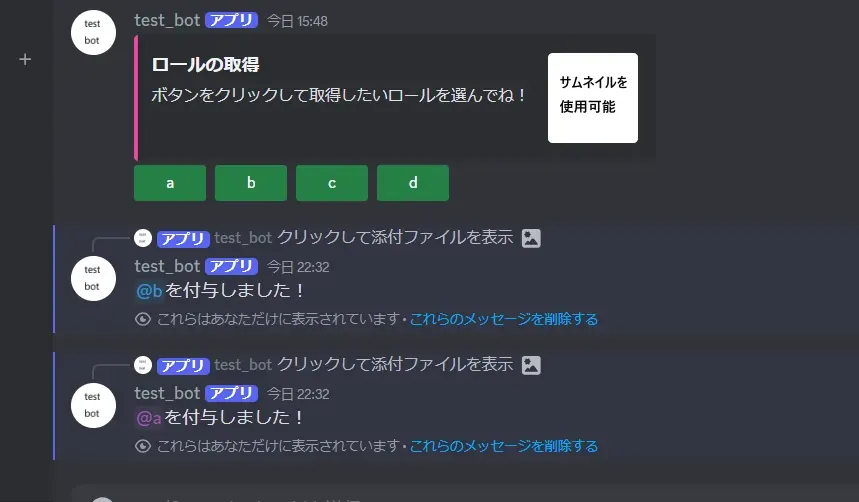 test bot
test_bot アプリ 今日 15:48
ロールの取得
ボタンをクリックして取得したいロールを選んでね！
サムネイルを
使用可能
a b c d
アプリ test_bot クリックして添付ファイルを表示
test bot
test_bot アプリ 今日 22:32
@bを付与しました！
これらはあなただけに表示されています・これらのメッセージを削除する
アプリ test_bot クリックして添付ファイルを表示
test bot
test_bot アプリ 今日 22:32
@aを付与しました！
これらはあなただけに表示されています・これらのメッセージを削除する